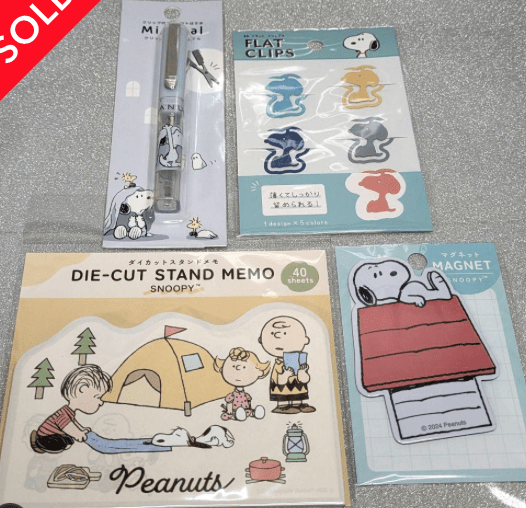 SOLD
Mi
al
FLAT
CLIPS
薄くてしっかり
留められる!
1 design × 5 colors
ダイカットスタンドメモ
DIE-CUT STAND MEMO
SNOOPY™
40
sheets
Peanuts
マグネット
MAGNET
SNOOPY™
© 2024 Peanuts